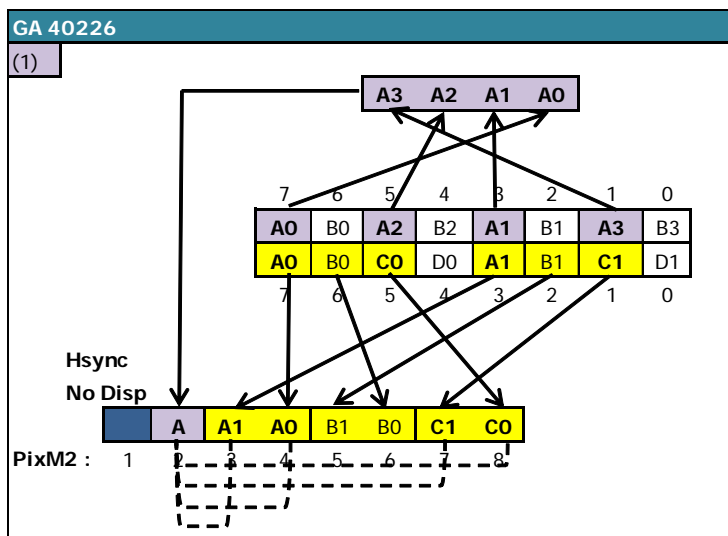 GA 40226
(1)
A3 A2 A1 A0
7 6 5 4 3 2 1 0
A0 B0 A2 B2 A1 B1 A3 B3
A0 B0 C0 D0 A1 B1 C1 D1
7 6 5 4 3 2 1 0
Hsync
No Disp
A A1 A0 B1 B0 C1 C0
PixM2 : 1 2 3 4 5 6 7 8